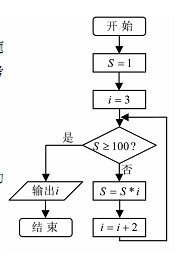 开始
S=1
i=3
S≥100?
是
否
输出i
S=S*i
结束
i=i+2